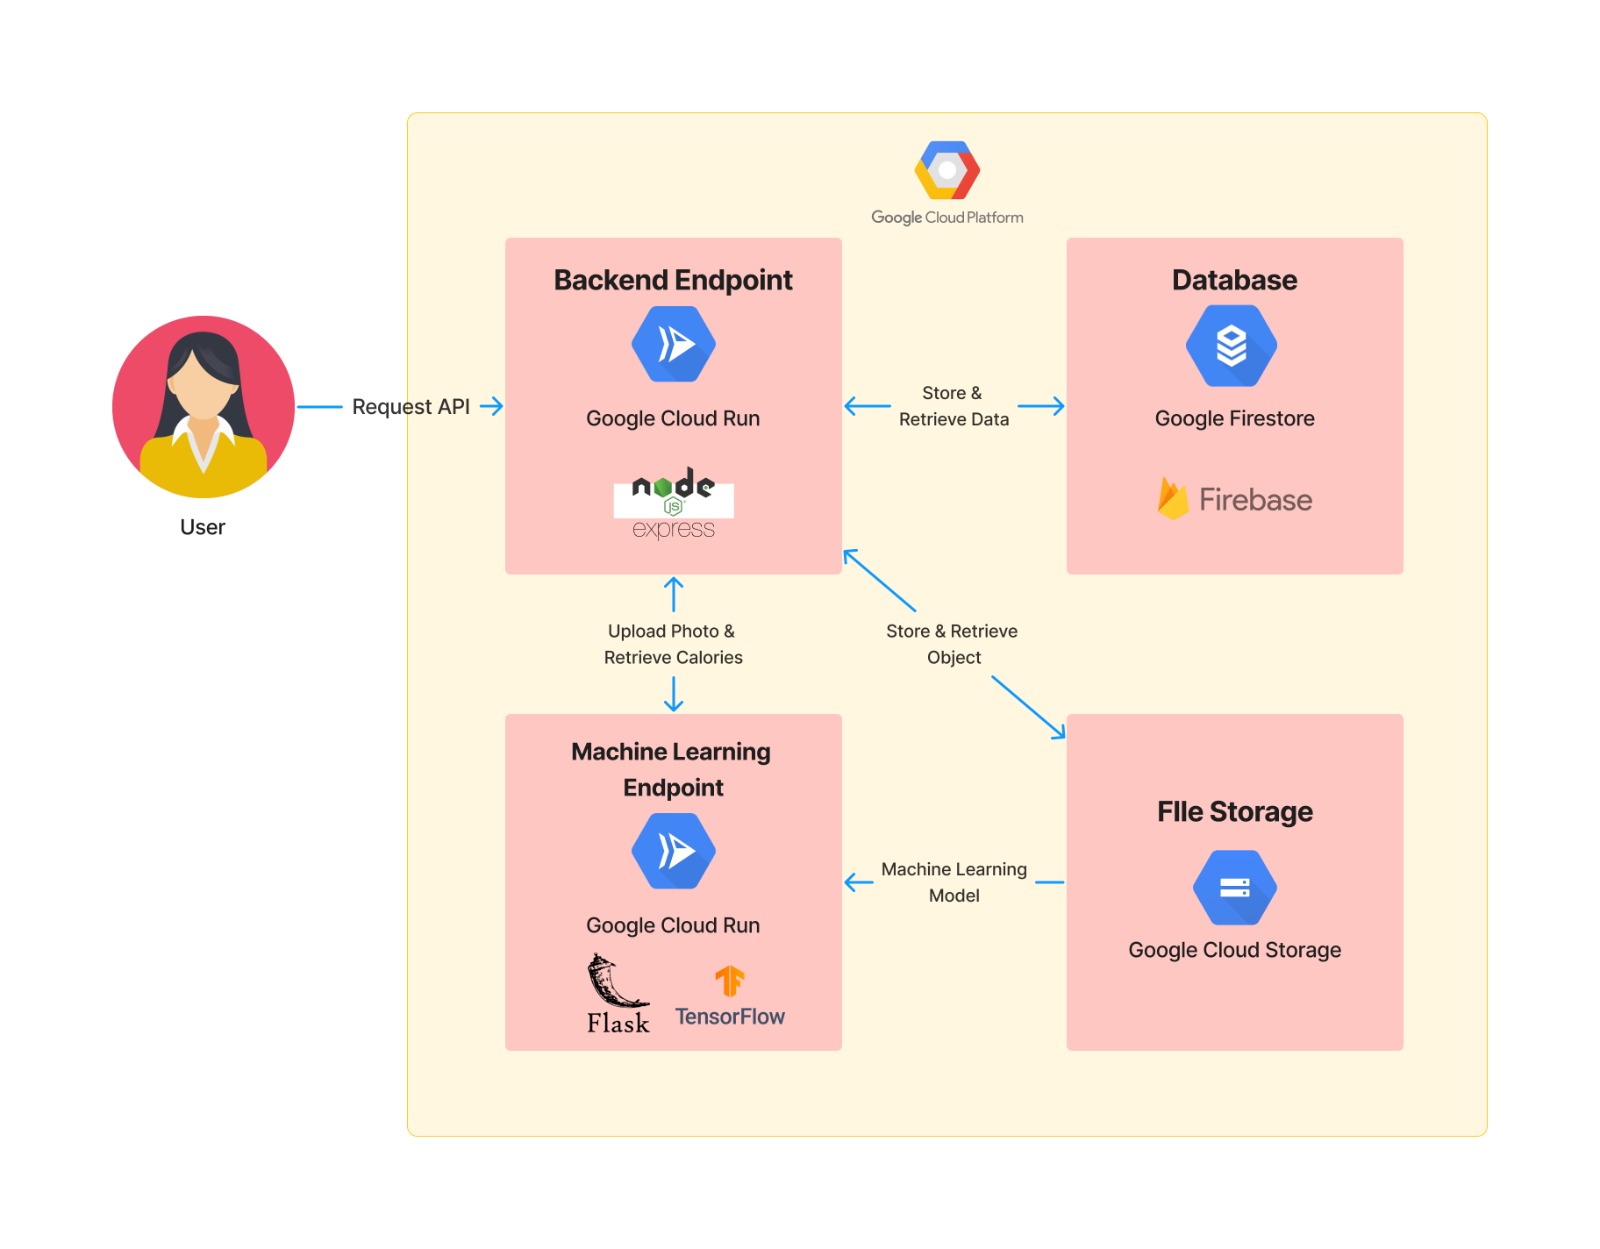 Google Cloud Platform
Backend Endpoint
Google Cloud Run
node
JS
express
Database
Google Firestore
Firebase
Request API
User
Store &
Retrieve Data
Upload Photo &
Retrieve Calories
Store & Retrieve
Object
Machine Learning
Endpoint
Google Cloud Run
Flask
TensorFlow
Machine Learning
Model
FIle Storage
Google Cloud Storage